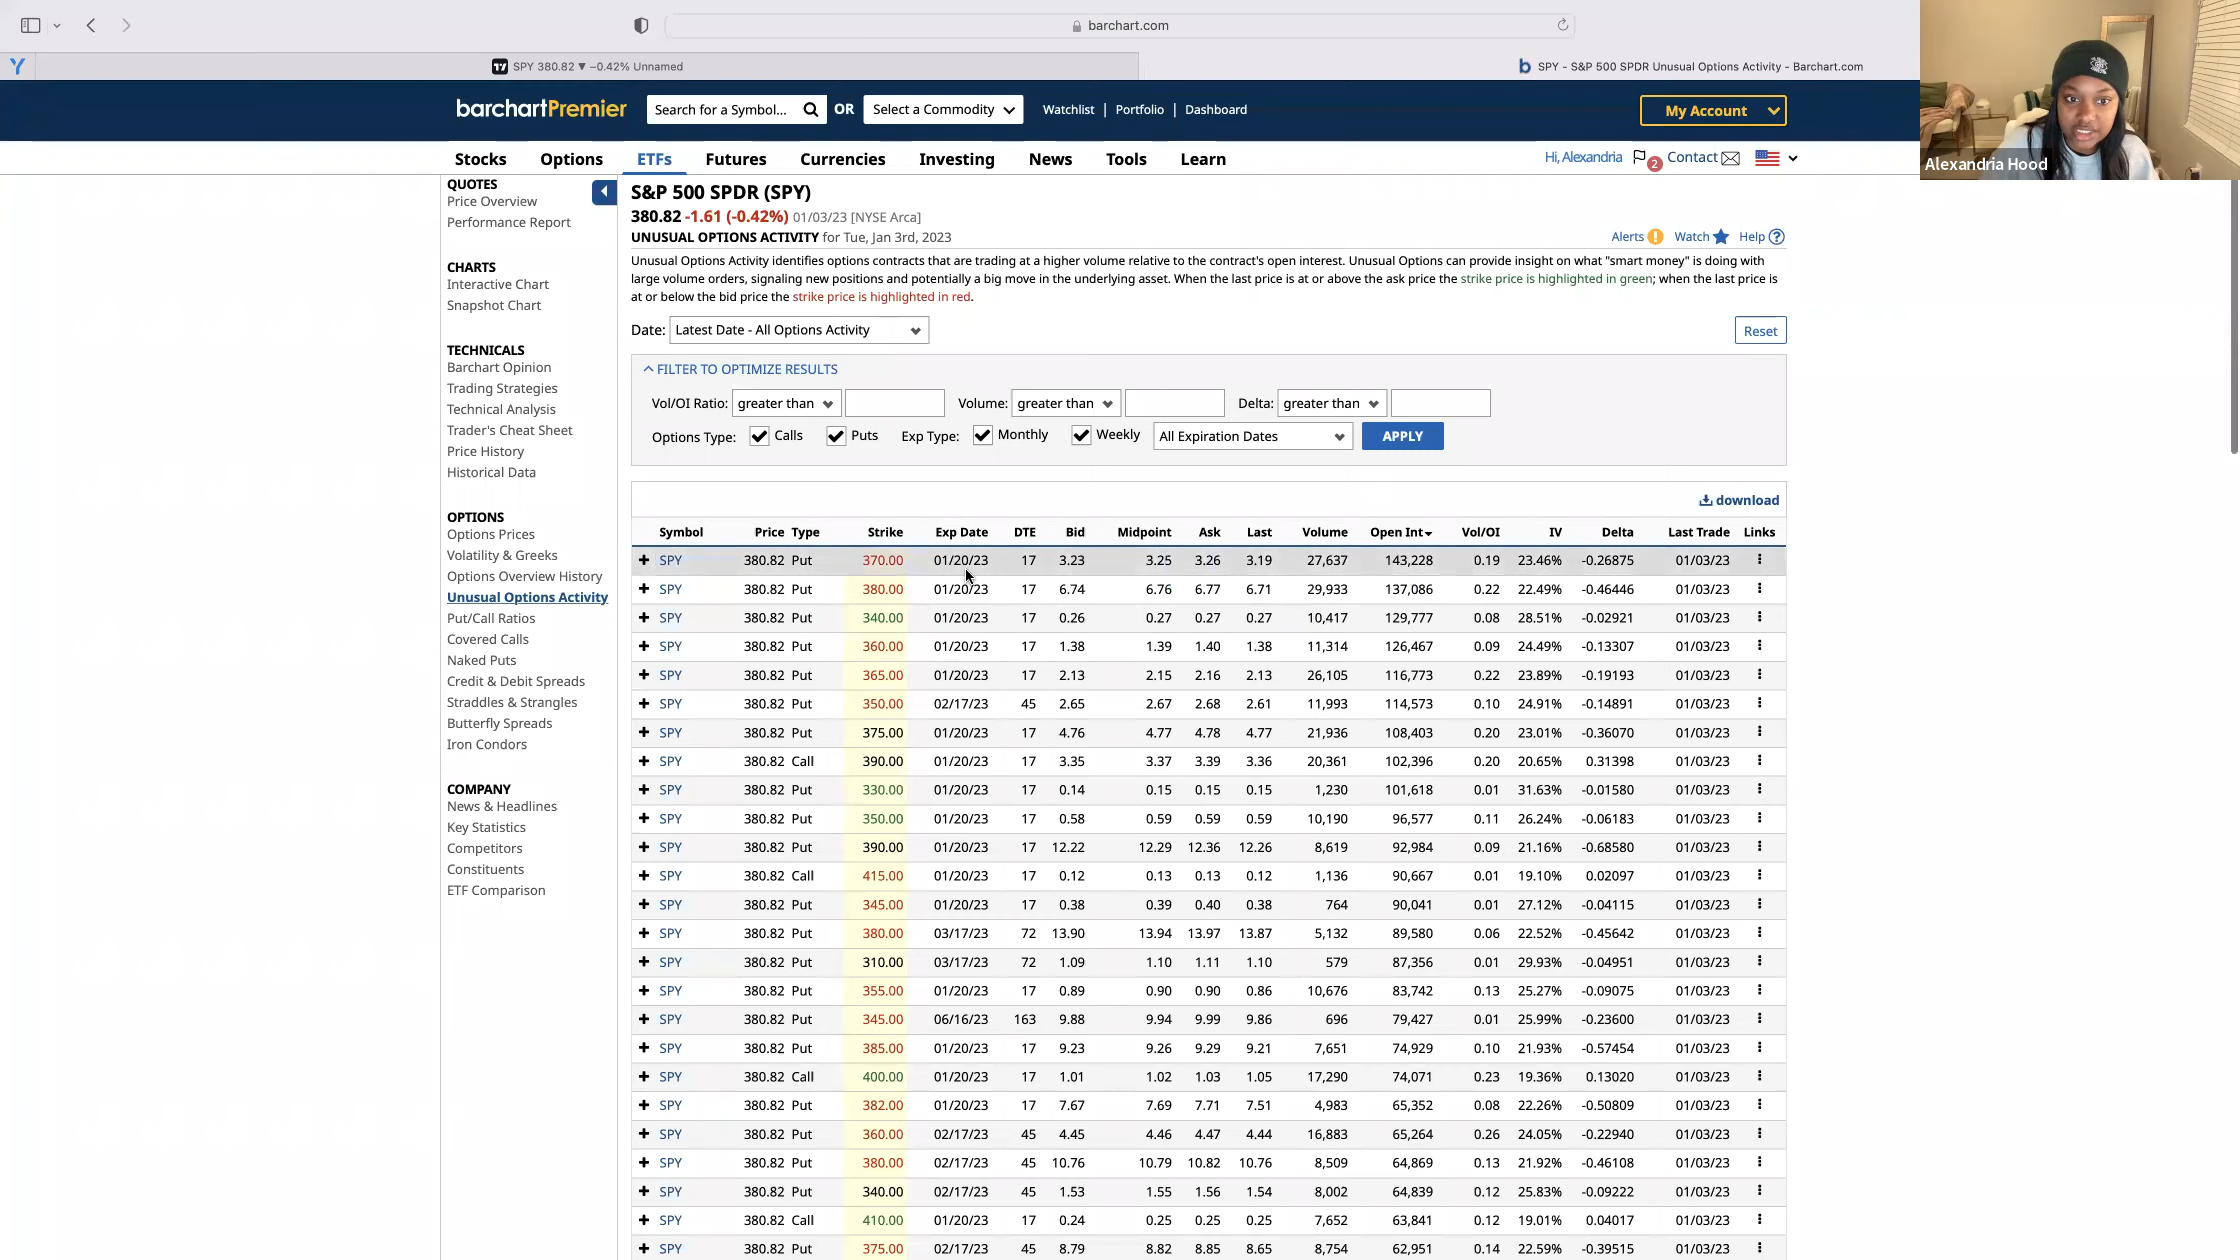 barchart.com
SPY 380.82 ▼ −0.42% Unnamed
SPY - S&P 500 SPDR Unusual Options Activity - Barchart.com
barchartPremier
Search for a Symbol...
OR
Select a Commodity
Watchlist | Portfolio | Dashboard
My Account
Alexandria Hood
Stocks Options ETFs Futures Currencies Investing News Tools Learn
Hi, Alexandria 2 Contact
QUOTES
Price Overview
Performance Report
CHARTS
Interactive Chart
Snapshot Chart
TECHNICALS
Barchart Opinion
Trading Strategies
Technical Analysis
Trader's Cheat Sheet
Price History
Historical Data
OPTIONS
Options Prices
Volatility & Greeks
Options Overview History
Unusual Options Activity
Put/Call Ratios
Covered Calls
Naked Puts
Credit & Debit Spreads
Straddles & Strangles
Butterfly Spreads
Iron Condors
COMPANY
News & Headlines
Key Statistics
Competitors
Constituents
ETF Comparison
S&P 500 SPDR (SPY)
380.82 -1.61 (-0.42%) 01/03/23 [NYSE Arca]
UNUSUAL OPTIONS ACTIVITY for Tue, Jan 3rd, 2023
Alerts Watch Help
Unusual Options Activity identifies options contracts that are trading at a higher volume relative to the contract's open interest. Unusual Options can provide insight on what "smart money" is doing with
large volume orders, signaling new positions and potentially a big move in the underlying asset. When the last price is at or above the ask price the strike price is highlighted in green; when the last price is
at or below the bid price the strike price is highlighted in red.
Date: Latest Date - All Options Activity
Reset
FILTER TO OPTIMIZE RESULTS
Vol/OI Ratio: greater than Volume: greater than Delta: greater than
Options Type: Calls Puts Exp Type: Monthly Weekly All Expiration Dates APPLY
download
Symbol Price Type Strike Exp Date DTE Bid Midpoint Ask Last Volume Open Int Vol/OI IV Delta Last Trade Links
SPY 380.82 Put 370.00 01/20/23 17 3.23 3.25 3.26 3.19 27,637 143,228 0.19 23.46% -0.26875 01/03/23
SPY 380.82 Put 380.00 01/20/23 17 6.74 6.76 6.77 6.71 29,933 137,086 0.22 22.49% -0.46446 01/03/23
SPY 380.82 Put 340.00 01/20/23 17 0.26 0.27 0.27 0.27 10,417 129,777 0.08 28.51% -0.02921 01/03/23
SPY 380.82 Put 360.00 01/20/23 17 1.38 1.39 1.40 1.38 11,314 126,467 0.09 24.49% -0.13307 01/03/23
SPY 380.82 Put 365.00 01/20/23 17 2.13 2.15 2.16 2.13 26,105 116,773 0.22 23.89% -0.19193 01/03/23
SPY 380.82 Put 350.00 02/17/23 45 2.65 2.67 2.68 2.61 11,993 114,573 0.10 24.91% -0.14891 01/03/23
SPY 380.82 Put 375.00 01/20/23 17 4.76 4.77 4.78 4.77 21,936 108,403 0.20 23.01% -0.36070 01/03/23
SPY 380.82 Call 390.00 01/20/23 17 3.35 3.37 3.39 3.36 20,361 102,396 0.20 20.65% 0.31398 01/03/23
SPY 380.82 Put 330.00 01/20/23 17 0.14 0.15 0.15 0.15 1,230 101,618 0.01 31.63% -0.01580 01/03/23
SPY 380.82 Put 350.00 01/20/23 17 0.58 0.59 0.59 0.59 10,190 96,577 0.11 26.24% -0.06183 01/03/23
SPY 380.82 Put 390.00 01/20/23 17 12.22 12.29 12.36 12.26 8,619 92,984 0.09 21.16% -0.68580 01/03/23
SPY 380.82 Call 415.00 01/20/23 17 0.12 0.13 0.13 0.12 1,136 90,667 0.01 19.10% 0.02097 01/03/23
SPY 380.82 Put 345.00 01/20/23 17 0.38 0.39 0.40 0.38 764 90,041 0.01 27.12% -0.04115 01/03/23
SPY 380.82 Put 380.00 03/17/23 72 13.90 13.94 13.97 13.87 5,132 89,580 0.06 22.52% -0.45642 01/03/23
SPY 380.82 Put 310.00 03/17/23 72 1.09 1.10 1.11 1.10 579 87,356 0.01 29.93% -0.04951 01/03/23
SPY 380.82 Put 355.00 01/20/23 17 0.89 0.90 0.90 0.86 10,676 83,742 0.13 25.27% -0.09075 01/03/23
SPY 380.82 Put 345.00 06/16/23 163 9.88 9.94 9.99 9.86 696 79,427 0.01 25.99% -0.23600 01/03/23
SPY 380.82 Put 385.00 01/20/23 17 9.23 9.26 9.29 9.21 7,651 74,929 0.10 21.93% -0.57454 01/03/23
SPY 380.82 Call 400.00 01/20/23 17 1.01 1.02 1.03 1.05 17,290 74,071 0.23 19.36% 0.13020 01/03/23
SPY 380.82 Put 382.00 01/20/23 17 7.67 7.69 7.71 7.51 4,983 65,352 0.08 22.26% -0.50809 01/03/23
SPY 380.82 Put 360.00 02/17/23 45 4.45 4.46 4.47 4.44 16,883 65,264 0.26 24.05% -0.22940 01/03/23
SPY 380.82 Put 380.00 02/17/23 45 10.76 10.79 10.82 10.76 8,509 64,869 0.13 21.92% -0.46108 01/03/23
SPY 380.82 Put 340.00 02/17/23 45 1.53 1.55 1.56 1.54 8,002 64,839 0.12 25.83% -0.09222 01/03/23
SPY 380.82 Call 410.00 01/20/23 17 0.24 0.25 0.25 0.25 7,652 63,841 0.12 19.01% 0.04017 01/03/23
SPY 380.82 Put 375.00 02/17/23 45 8.79 8.82 8.85 8.65 8,754 62,951 0.14 22.59% -0.39515 01/03/23